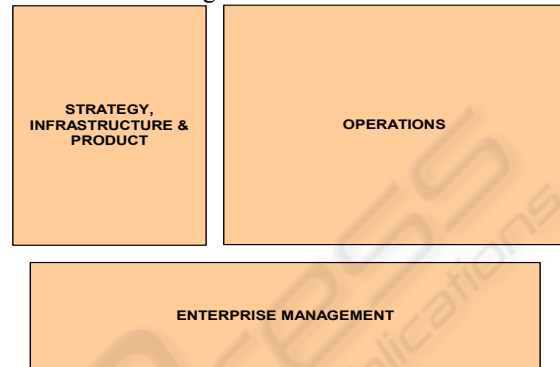 STRATEGY,
INFRASTRUCTURE &
PRODUCT
OPERATIONS
ENTERPRISE MANAGEMENT